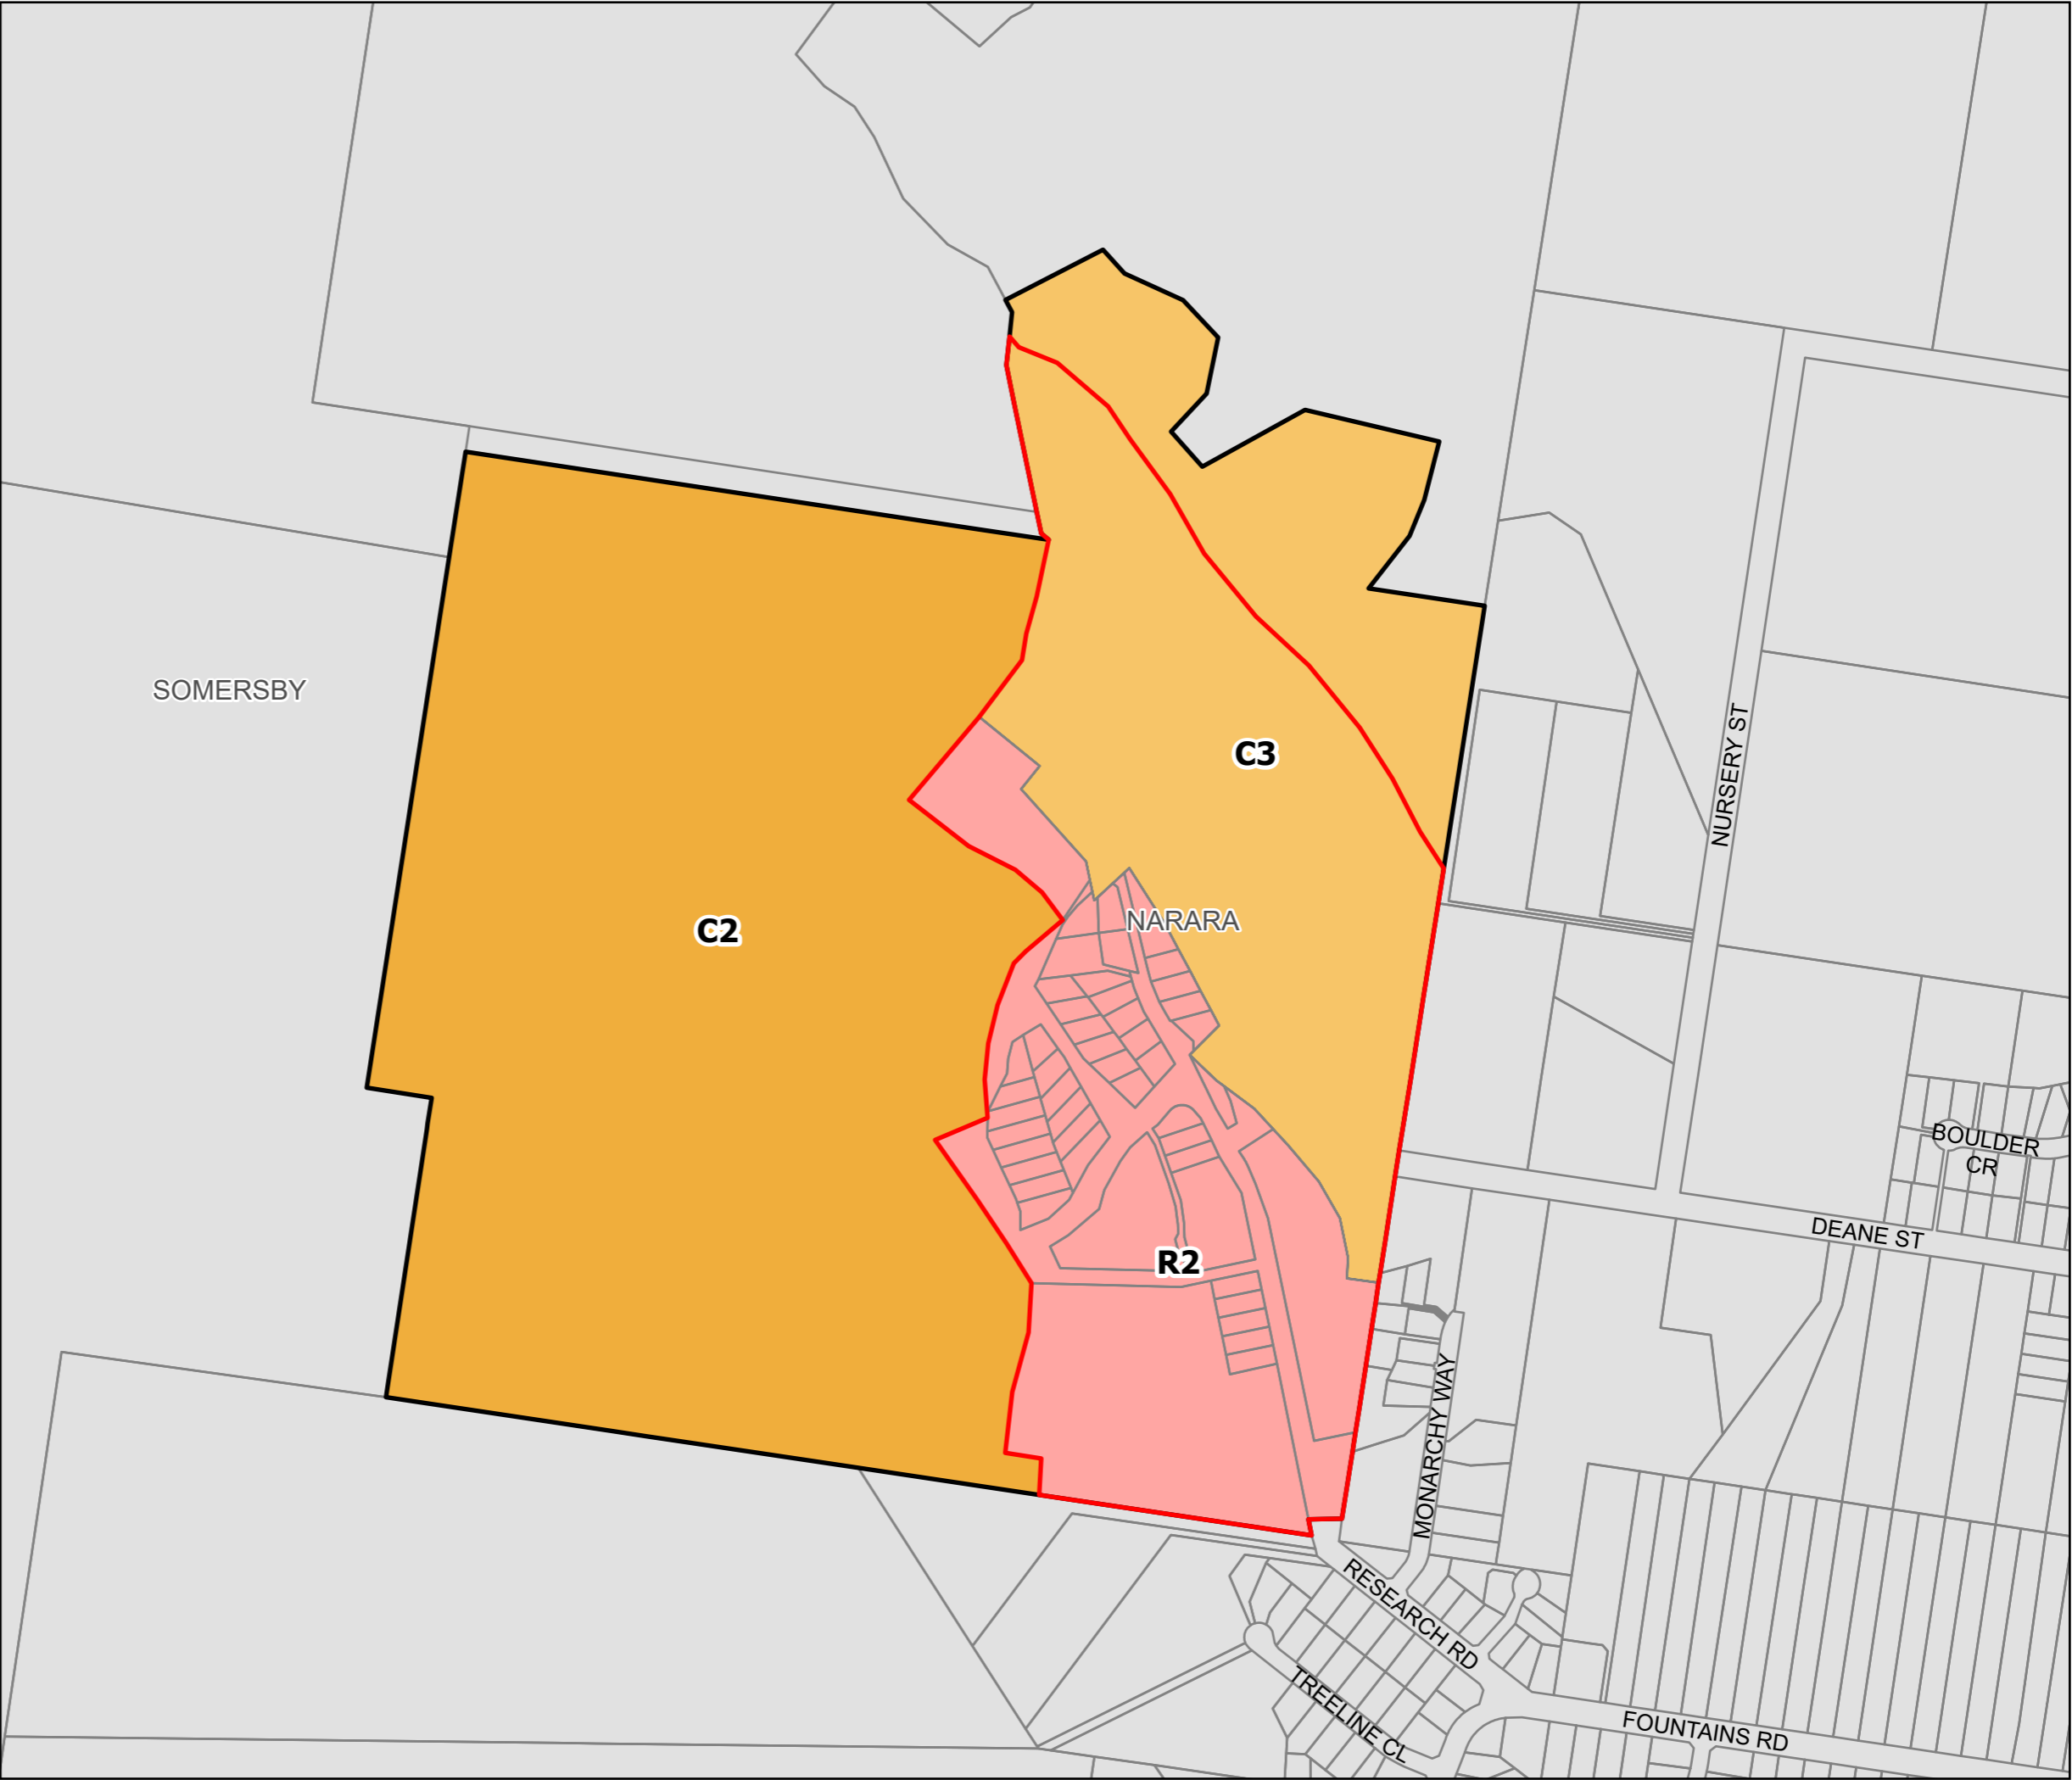 SOMERSBY
NURSERY ST
C3
NARARA
C2
BOULDER
CR
DEANE ST
R2
MONARCHY WAY
RESEARCH RD
TREELINE CL
FOUNTAINS RD